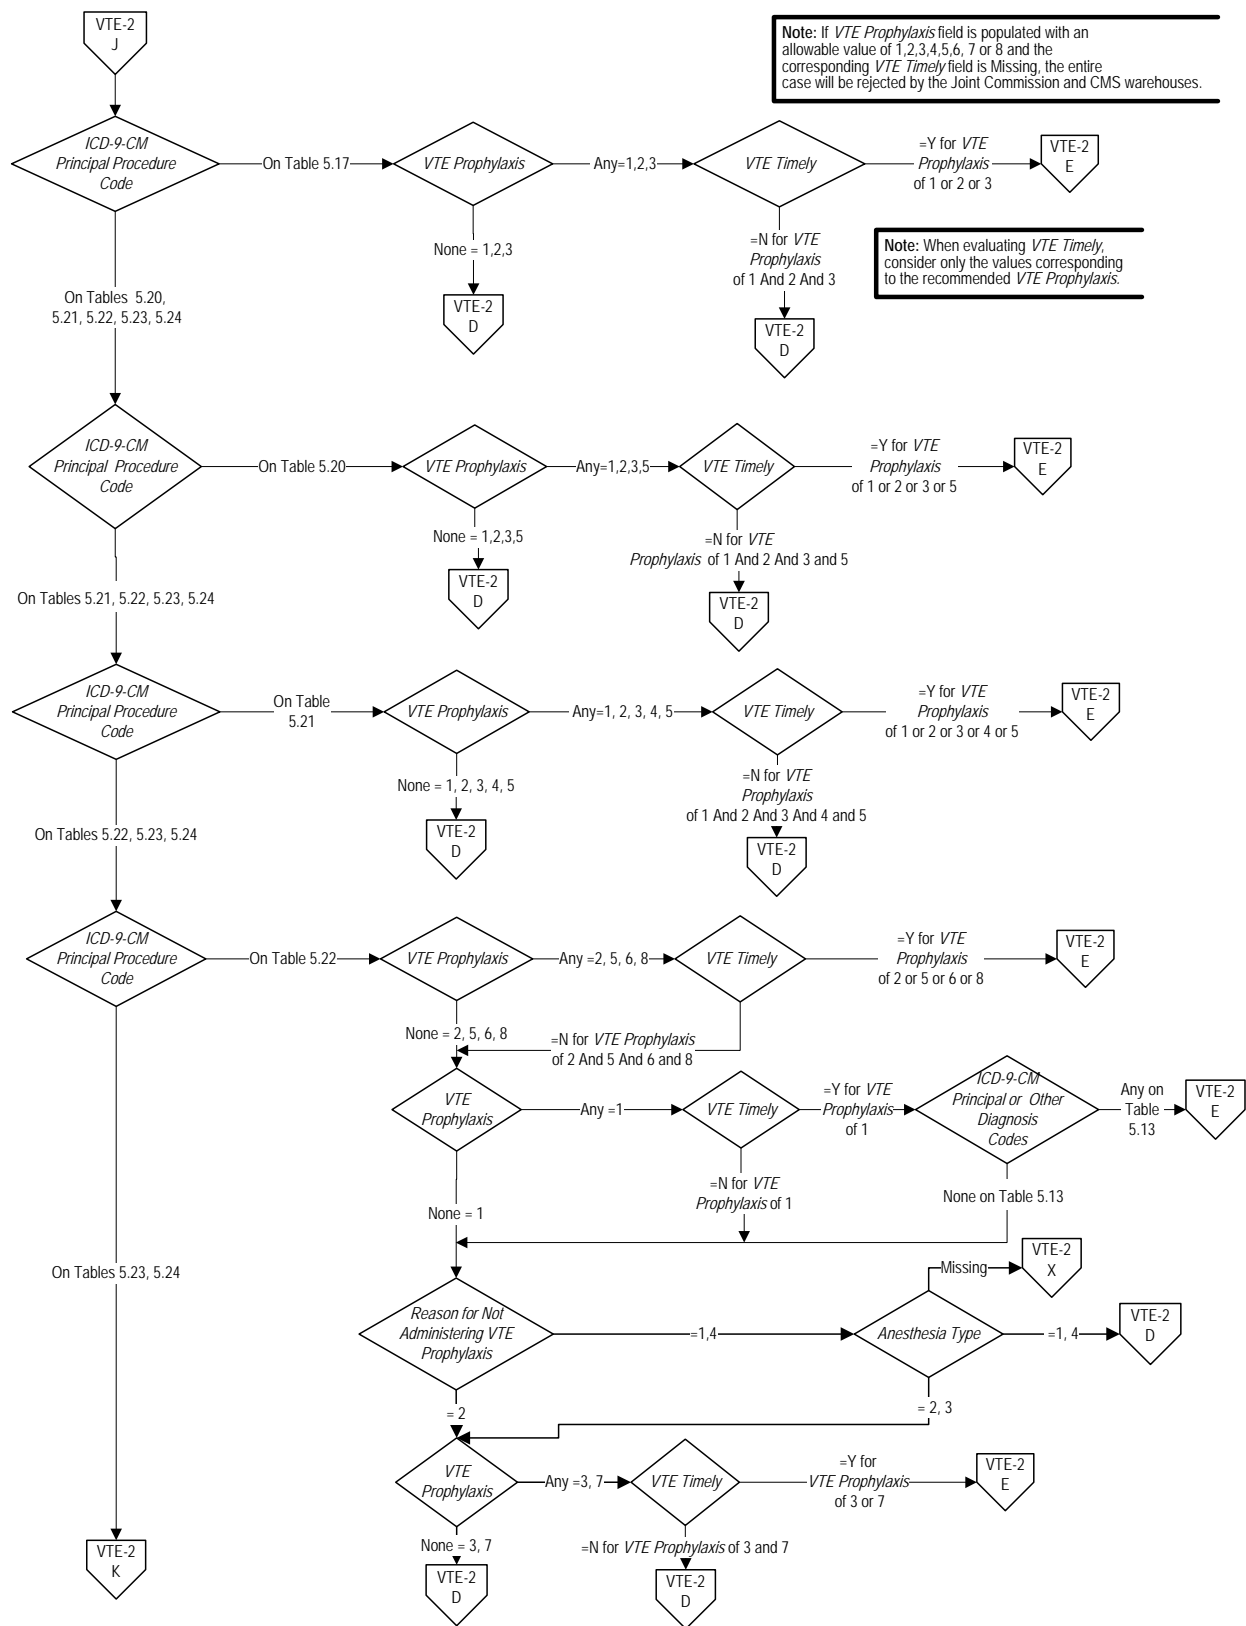 VTE-2
J
Note: If VTE Prophylaxis field is populated with an
allowable value of 1,2,3,4,5,6, 7 or 8 and the
corresponding VTE Timely field is Missing, the entire
case will be rejected by the Joint Commission and CMS warehouses.
ICD-9-CM
Principal Procedure
Code
On Table 5.17
VTE Prophylaxis
Any=1,2,3
VTE Timely
=Y for VTE
Prophylaxis
of 1 or 2 or 3
VTE-2
E
None = 1,2,3
VTE-2
D
=N for VTE
Prophylaxis
of 1 And 2 And 3
VTE-2
D
Note: When evaluating VTE Timely,
consider only the values corresponding
to the recommended VTE Prophylaxis.
On Tables 5.20,
5.21, 5.22, 5.23, 5.24
ICD-9-CM
Principal Procedure
Code
On Table 5.20
VTE Prophylaxis
Any=1,2,3,5
VTE Timely
=Y for VTE
Prophylaxis
of 1 or 2 or 3 or 5
VTE-2
E
None = 1,2,3,5
VTE-2
D
=N for VTE
Prophylaxis of 1 And 2 And 3 and 5
VTE-2
D
On Tables 5.21, 5.22, 5.23, 5.24
ICD-9-CM
Principal Procedure
Code
On Table
5.21
VTE Prophylaxis
Any=1, 2, 3, 4, 5
VTE Timely
=Y for VTE
Prophylaxis
of 1 or 2 or 3 or 4 or 5
VTE-2
E
None = 1, 2, 3, 4, 5
VTE-2
D
=N for VTE
Prophylaxis
of 1 And 2 And 3 And 4 and 5
VTE-2
D
On Tables 5.22, 5.23, 5.24
ICD-9-CM
Principal Procedure
Code
On Table 5.22
VTE Prophylaxis
Any =2, 5, 6, 8
VTE Timely
=Y for VTE
Prophylaxis
of 2 or 5 or 6 or 8
VTE-2
E
None = 2, 5, 6, 8
=N for VTE Prophylaxis
of 2 And 5 And 6 and 8
VTE
Prophylaxis
Any =1
VTE Timely
=Y for VTE
Prophylaxis
of 1
ICD-9-CM
Principal or Other
Diagnosis
Codes
Any on
Table
5.13
VTE-2
E
None = 1
=N for VTE
Prophylaxis of 1
None on Table 5.13
On Tables 5.23, 5.24
Reason for Not
Administering VTE
Prophylaxis
=1,4
Anesthesia Type
Missing
VTE-2
X
=1, 4
VTE-2
D
= 2
= 2, 3
VTE
Prophylaxis
Any =3, 7
VTE Timely
=Y for
VTE Prophylaxis
of 3 or 7
VTE-2
E
None = 3, 7
VTE-2
D
=N for VTE Prophylaxis of 3 and 7
VTE-2
D
VTE-2
K